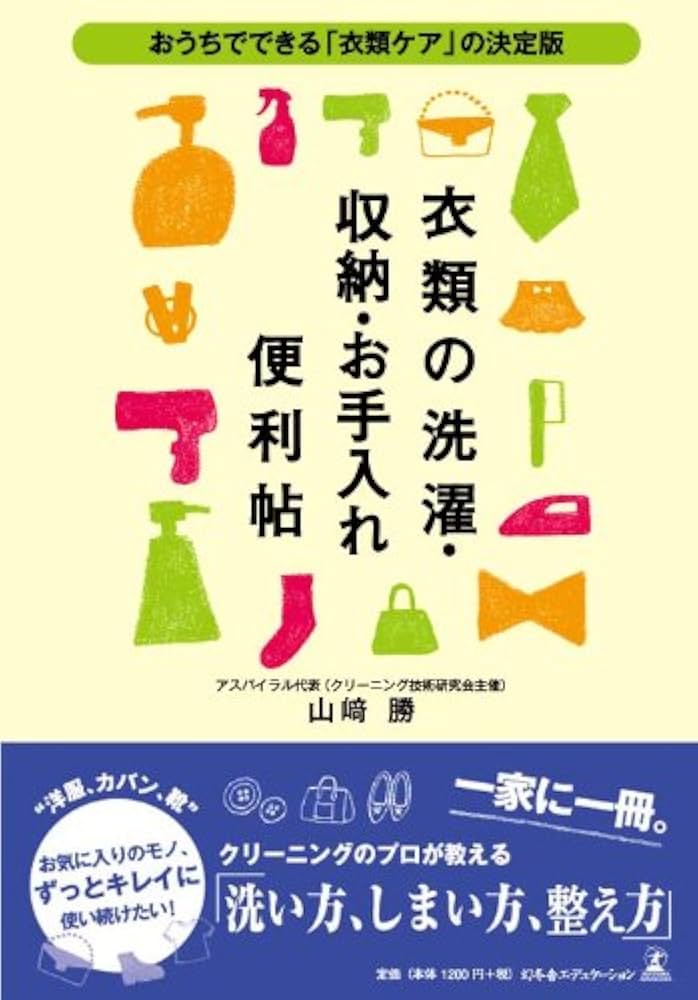 おうちでできる「衣類ケア」の決定版
衣類の洗濯・
収納・お手入れ
便利帖
アスパイラル代表(クリーニング技術研究会主催)
山﨑 勝
“洋服、カバン、靴”
お気に入りのモノ、
ずっとキレイに
使い続けたい!
一家に一冊。
クリーニングのプロが教える
「洗い方、しまい方、整え方」
定価(本体1200円+税) 幻冬舎エデュケーション